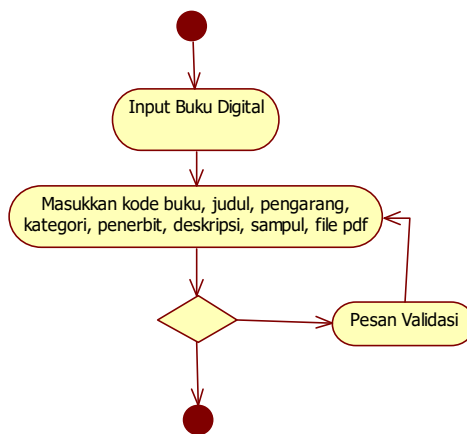 Input Buku Digital
Masukkan kode buku, judul, pengarang,
kategori, penerbit, deskripsi, sampul, file pdf
Pesan Validasi